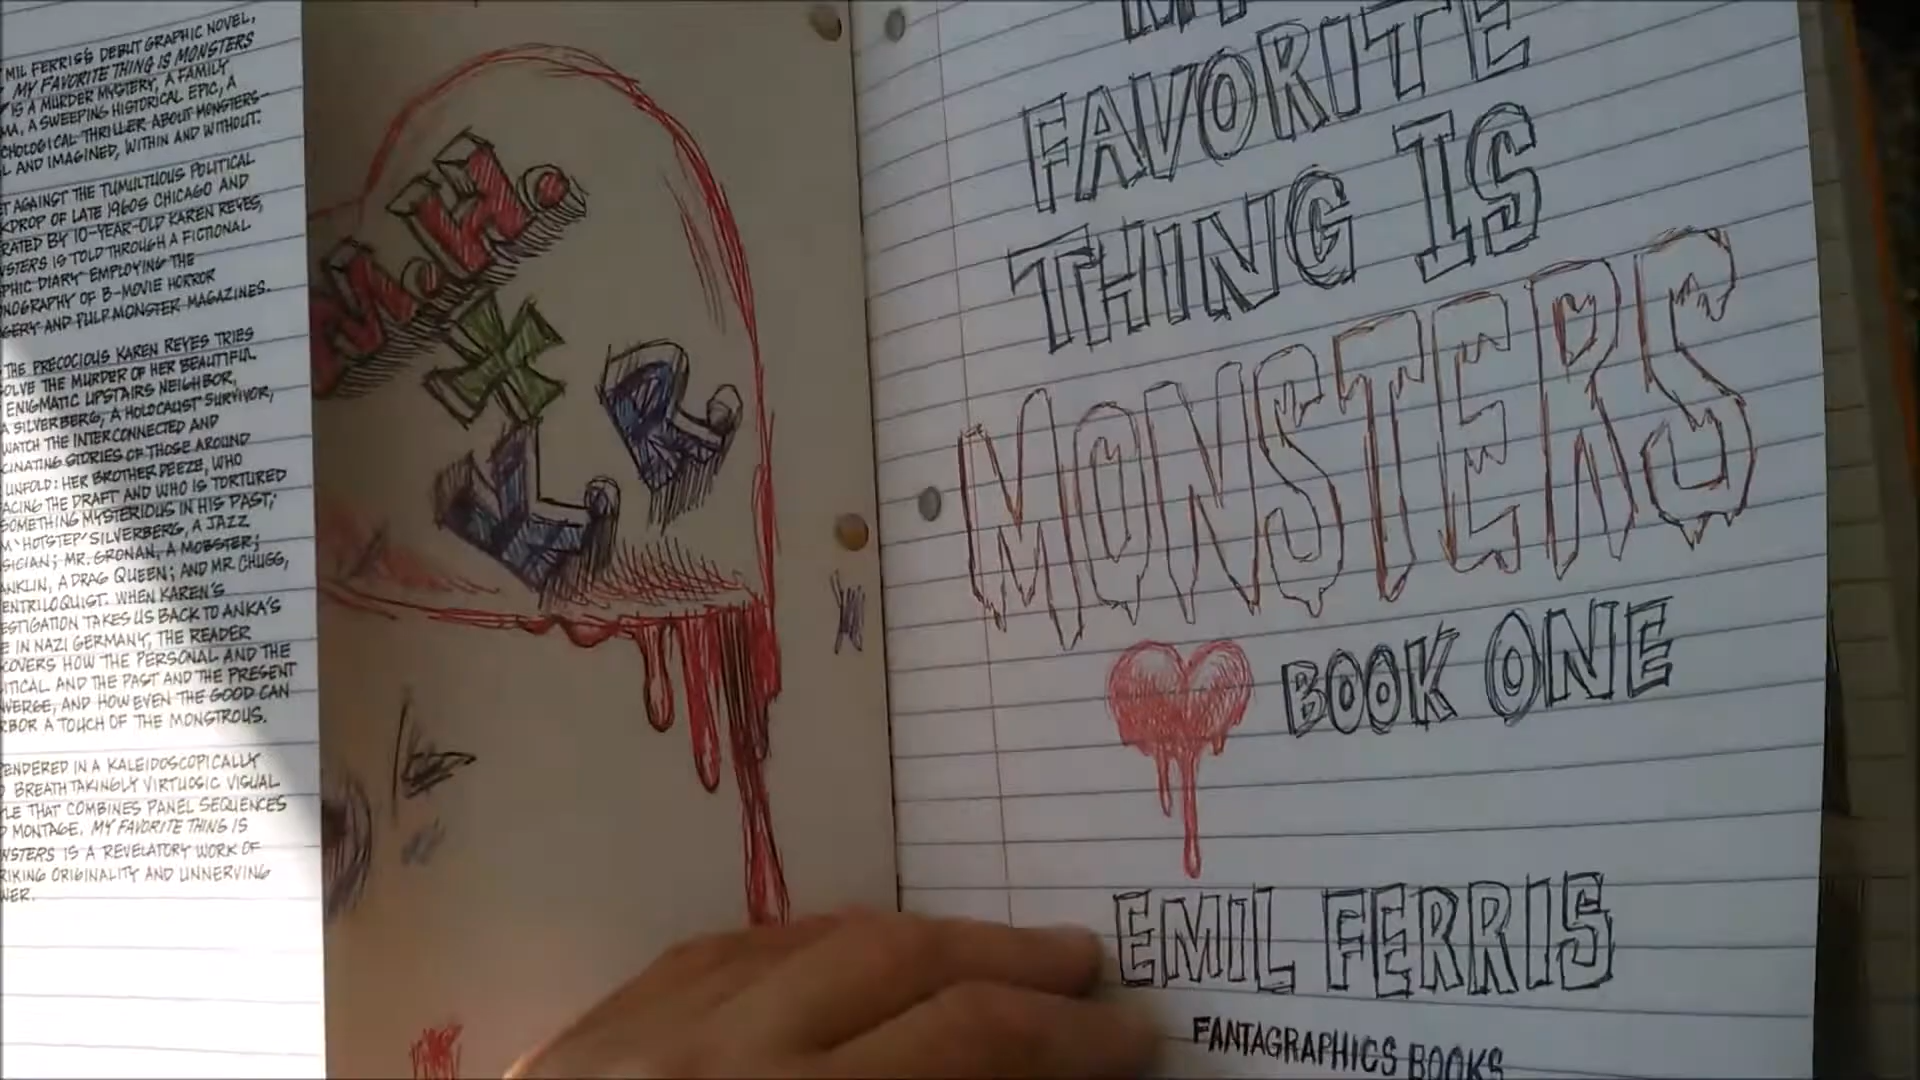 MIL FERRIS'S DEBUT GRAPHIC NOVEL,
MY FAVORITE THING IS MONSTERS
IS A MURDER MYSTERY, A FAMILY
MA, A SWEEPING HISTORICAL EPIC, A
CHOLOGICAL THRILLER ABOUT MONSTERS—
L AND IMAGINED, WITHIN AND WITHOUT.
ET AGAINST THE TUMULTUOUS POLITICAL
KDROP OF LATE 1960S CHICAGO AND
RATED BY 10-YEAR-OLD KAREN REYES,
NSTERS IS TOLD THROUGH A FICTIONAL
PHIC DIARY EMPLOYING THE
NOGRAPHY OF B-MOVIE HORROR
GERY AND PULP MONSTER MAGAZINES.
THE PRECOCIOUS KAREN REYES TRIES
OLVE THE MURDER OF HER BEAUTIFUL
ENIGMATIC UPSTAIRS NEIGHBOR,
A SILVERBERG, A HOLOCAUST SURVIVOR,
WATCH THE INTERCONNECTED AND
CINATING STORIES OF THOSE AROUND
UNFOLD: HER BROTHER DEEZE, WHO
ACING THE DRAFT AND WHO IS TORTURED
SOMETHING MYSTERIOUS IN HIS PAST;
M 'HOTSTEP' SILVERBERG, A JAZZ
SICIAN; MR. GRONAN, A MOBSTER;
ANKLIN, A DRAG QUEEN; AND MR. CHUGG,
ENTRILOQUIST. WHEN KAREN'S
ESTIGATION TAKES US BACK TO ANKA'S
E IN NAZI GERMANY, THE READER
COVERS HOW THE PERSONAL AND THE
ITICAL AND THE PAST AND THE PRESENT
NVERGE, AND HOW EVEN THE GOOD CAN
RBOR A TOUCH OF THE MONSTROUS.
ENDERED IN A KALEIDOSCOPICALLY
D BREATHTAKINGLY VIRTUOSIC VISUAL
LE THAT COMBINES PANEL SEQUENCES
D MONTAGE, MY FAVORITE THING IS
NSTERS IS A REVELATORY WORK OF
RIKING ORIGINALITY AND UNNERVING
WER.
K. R.
MY
FAVORITE
THING IS
MONSTERS
BOOK ONE
EMIL FERRIS
FANTAGRAPHICS BOOKS